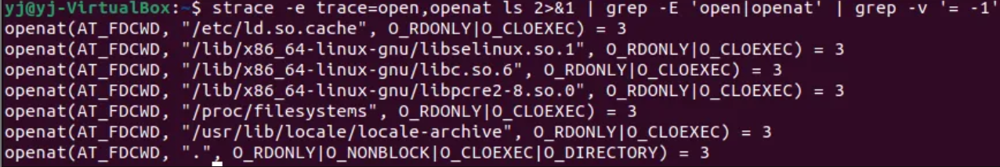 yj@yj-VirtualBox:~$ strace -e trace=open,openat ls 2>&1 | grep -E 'open|openat' | grep -v '= -1'
openat(AT_FDCWD, "/etc/ld.so.cache", O_RDONLY|O_CLOEXEC) = 3
openat(AT_FDCWD, "/lib/x86_64-linux-gnu/libselinux.so.1", O_RDONLY|O_CLOEXEC) = 3
openat(AT_FDCWD, "/lib/x86_64-linux-gnu/libc.so.6", O_RDONLY|O_CLOEXEC) = 3
openat(AT_FDCWD, "/lib/x86_64-linux-gnu/libpcre2-8.so.0", O_RDONLY|O_CLOEXEC) = 3
openat(AT_FDCWD, "/proc/filesystems", O_RDONLY|O_CLOEXEC) = 3
openat(AT_FDCWD, "/usr/lib/locale/locale-archive", O_RDONLY|O_CLOEXEC) = 3
openat(AT_FDCWD, ".", O_RDONLY|O_NONBLOCK|O_CLOEXEC|O_DIRECTORY) = 3